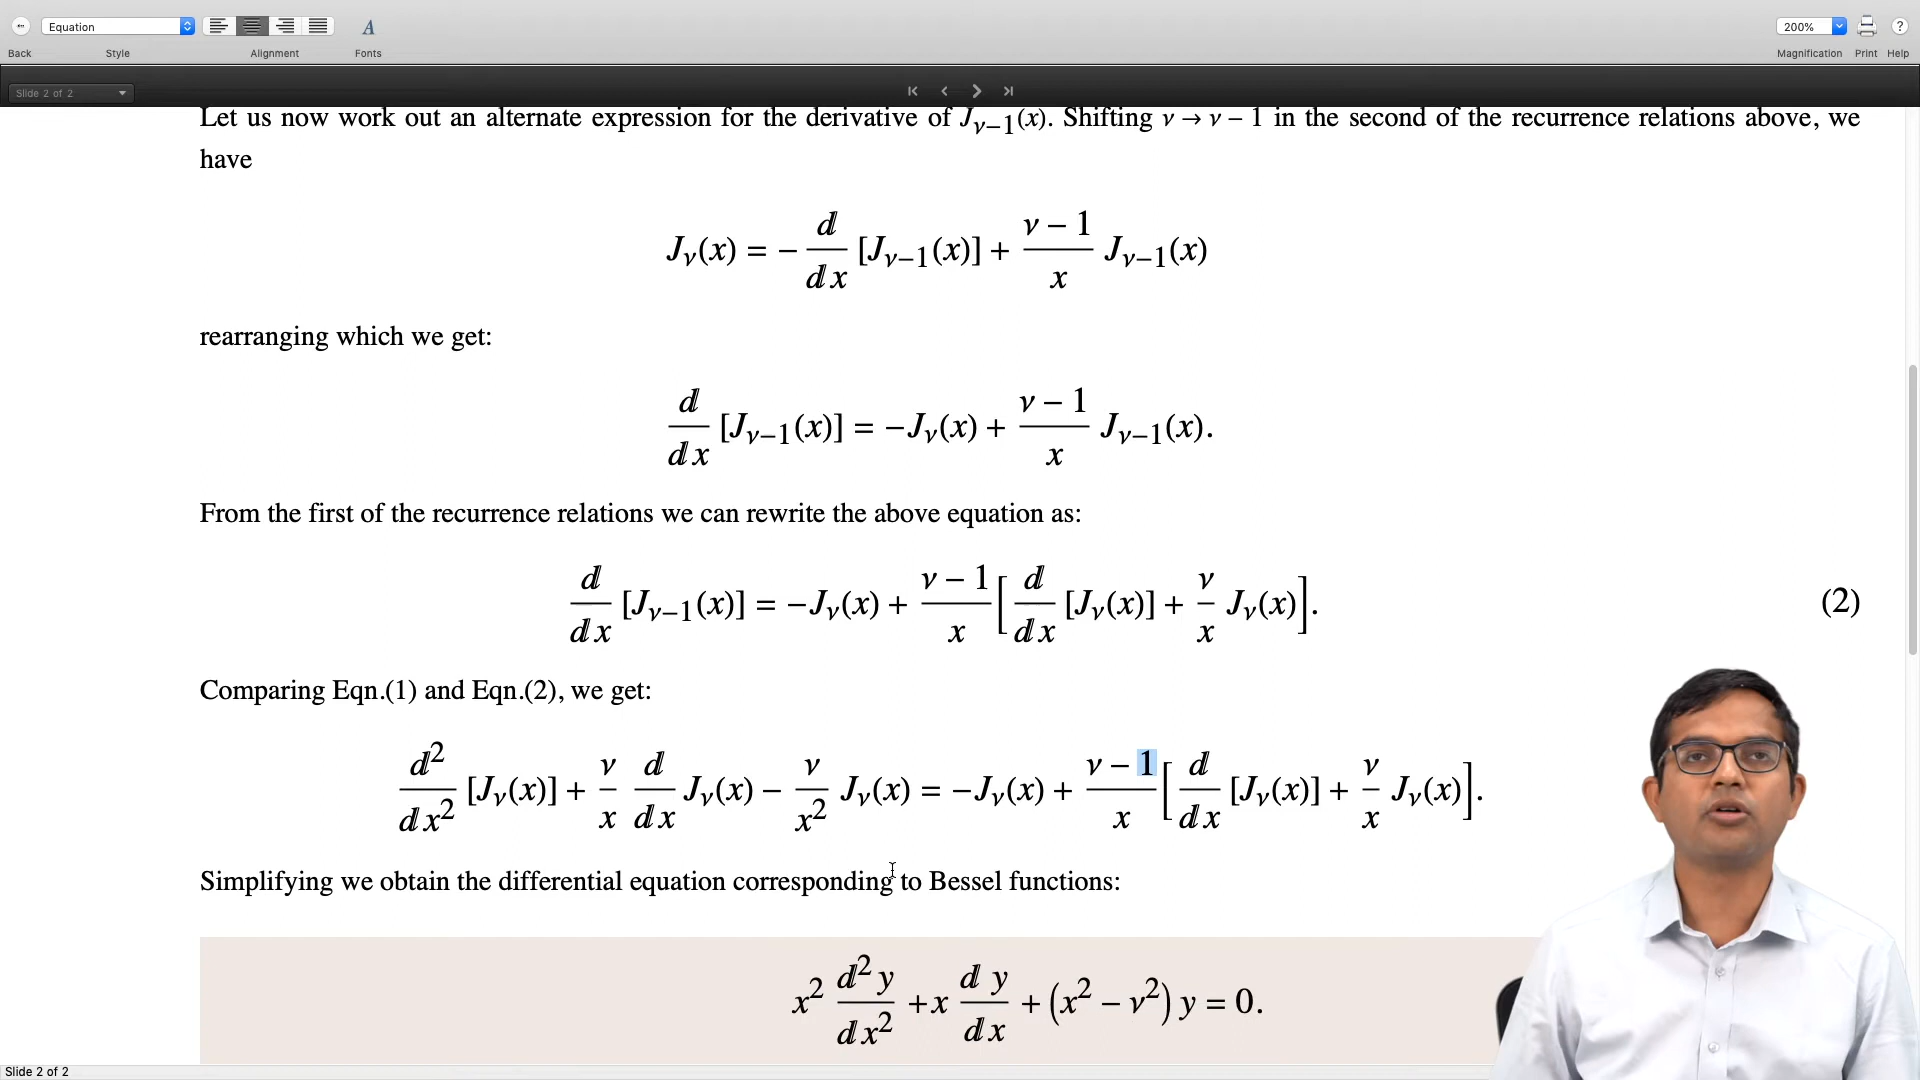 Equation
200%
Back Style Alignment Fonts Magnification Print Help
Slide 2 of 2
Let us now work out an alternate expression for the derivative of J_{ν−1}(x). Shifting ν → ν − 1 in the second of the recurrence relations above, we
have
J_ν(x) = − d/dx [J_{ν−1}(x)] + (ν − 1)/x J_{ν−1}(x)
rearranging which we get:
d/dx [J_{ν−1}(x)] = −J_ν(x) + (ν − 1)/x J_{ν−1}(x).
From the first of the recurrence relations we can rewrite the above equation as:
d/dx [J_{ν−1}(x)] = −J_ν(x) + (ν − 1)/x [d/dx [J_ν(x)] + ν/x J_ν(x)]. (2)
Comparing Eqn.(1) and Eqn.(2), we get:
d²/dx² [J_ν(x)] + ν/x d/dx J_ν(x) − ν/x² J_ν(x) = −J_ν(x) + (ν − 1)/x [d/dx [J_ν(x)] + ν/x J_ν(x)].
Simplifying we obtain the differential equation corresponding to Bessel functions:
x² d²y/dx² + x dy/dx + (x² − ν²) y = 0.
Slide 2 of 2